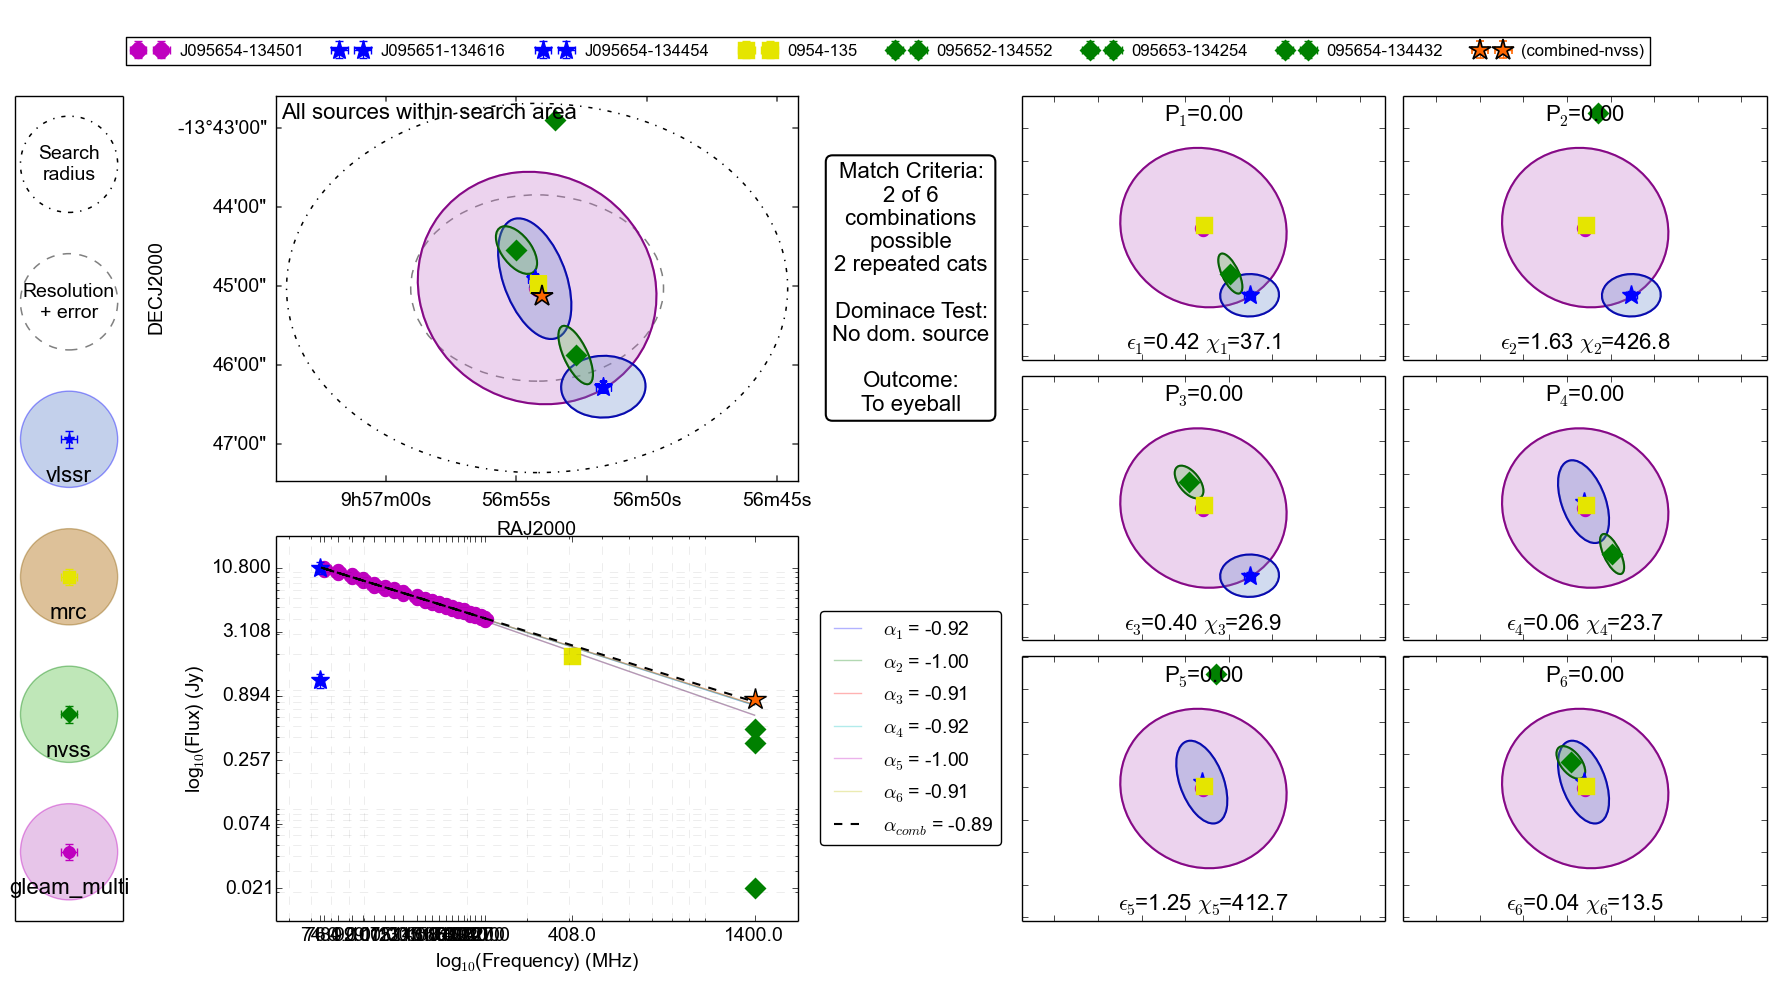 J095654-134501 J095651-134616 J095654-134454 0954-135 095652-134552 095653-134254 095654-134432 (combined-nvss)
Search
radius
Resolution
+ error
vlssr
mrc
nvss
gleam_multi
All sources within search area
DECJ2000
-13°43'00"
44'00"
45'00"
46'00"
47'00"
9h57m00s 56m55s 56m50s 56m45s
RAJ2000
log₁₀(Flux) (Jy)
10.800
3.108
0.894
0.257
0.074
0.021
408.0 1400.0
log₁₀(Frequency) (MHz)
Match Criteria:
2 of 6
combinations
possible
2 repeated cats
Dominace Test:
No dom. source
Outcome:
To eyeball
α₁ = -0.92
α₂ = -1.00
α₃ = -0.91
α₄ = -0.92
α₅ = -1.00
α₆ = -0.91
α_comb = -0.89
P₁=0.00
ϵ₁=0.42 χ₁=37.1
P₂=0.00
ϵ₂=1.63 χ₂=426.8
P₃=0.00
ϵ₃=0.40 χ₃=26.9
P₄=0.00
ϵ₄=0.06 χ₄=23.7
P₅=0.00
ϵ₅=1.25 χ₅=412.7
P₆=0.00
ϵ₆=0.04 χ₆=13.5